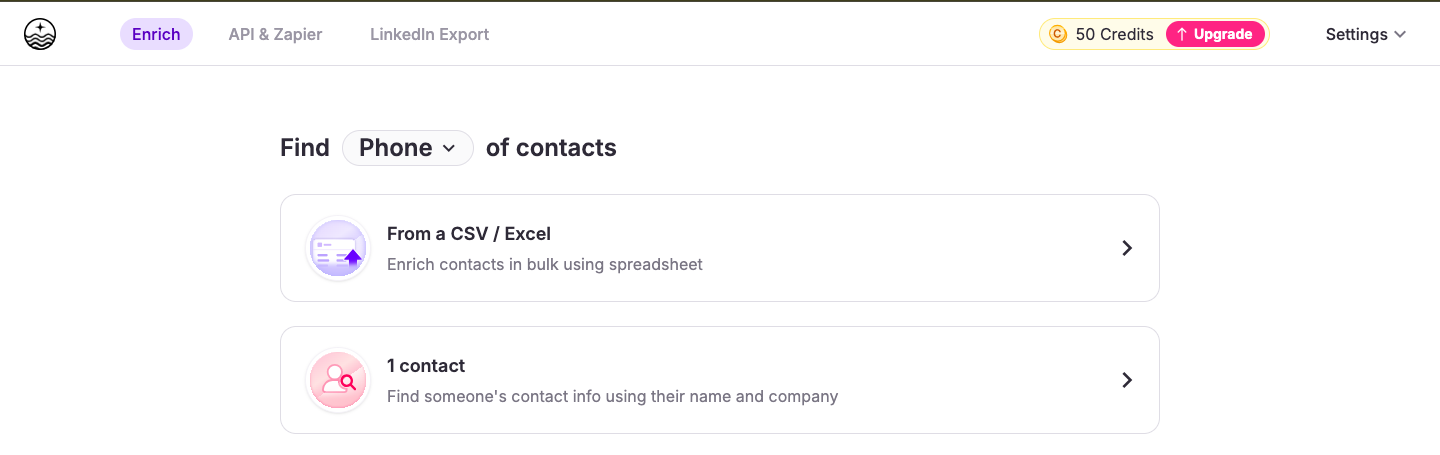 Enrich API & Zapier LinkedIn Export C 50 Credits ↑ Upgrade Settings
Find Phone of contacts
From a CSV / Excel
Enrich contacts in bulk using spreadsheet
1 contact
Find someone's contact info using their name and company